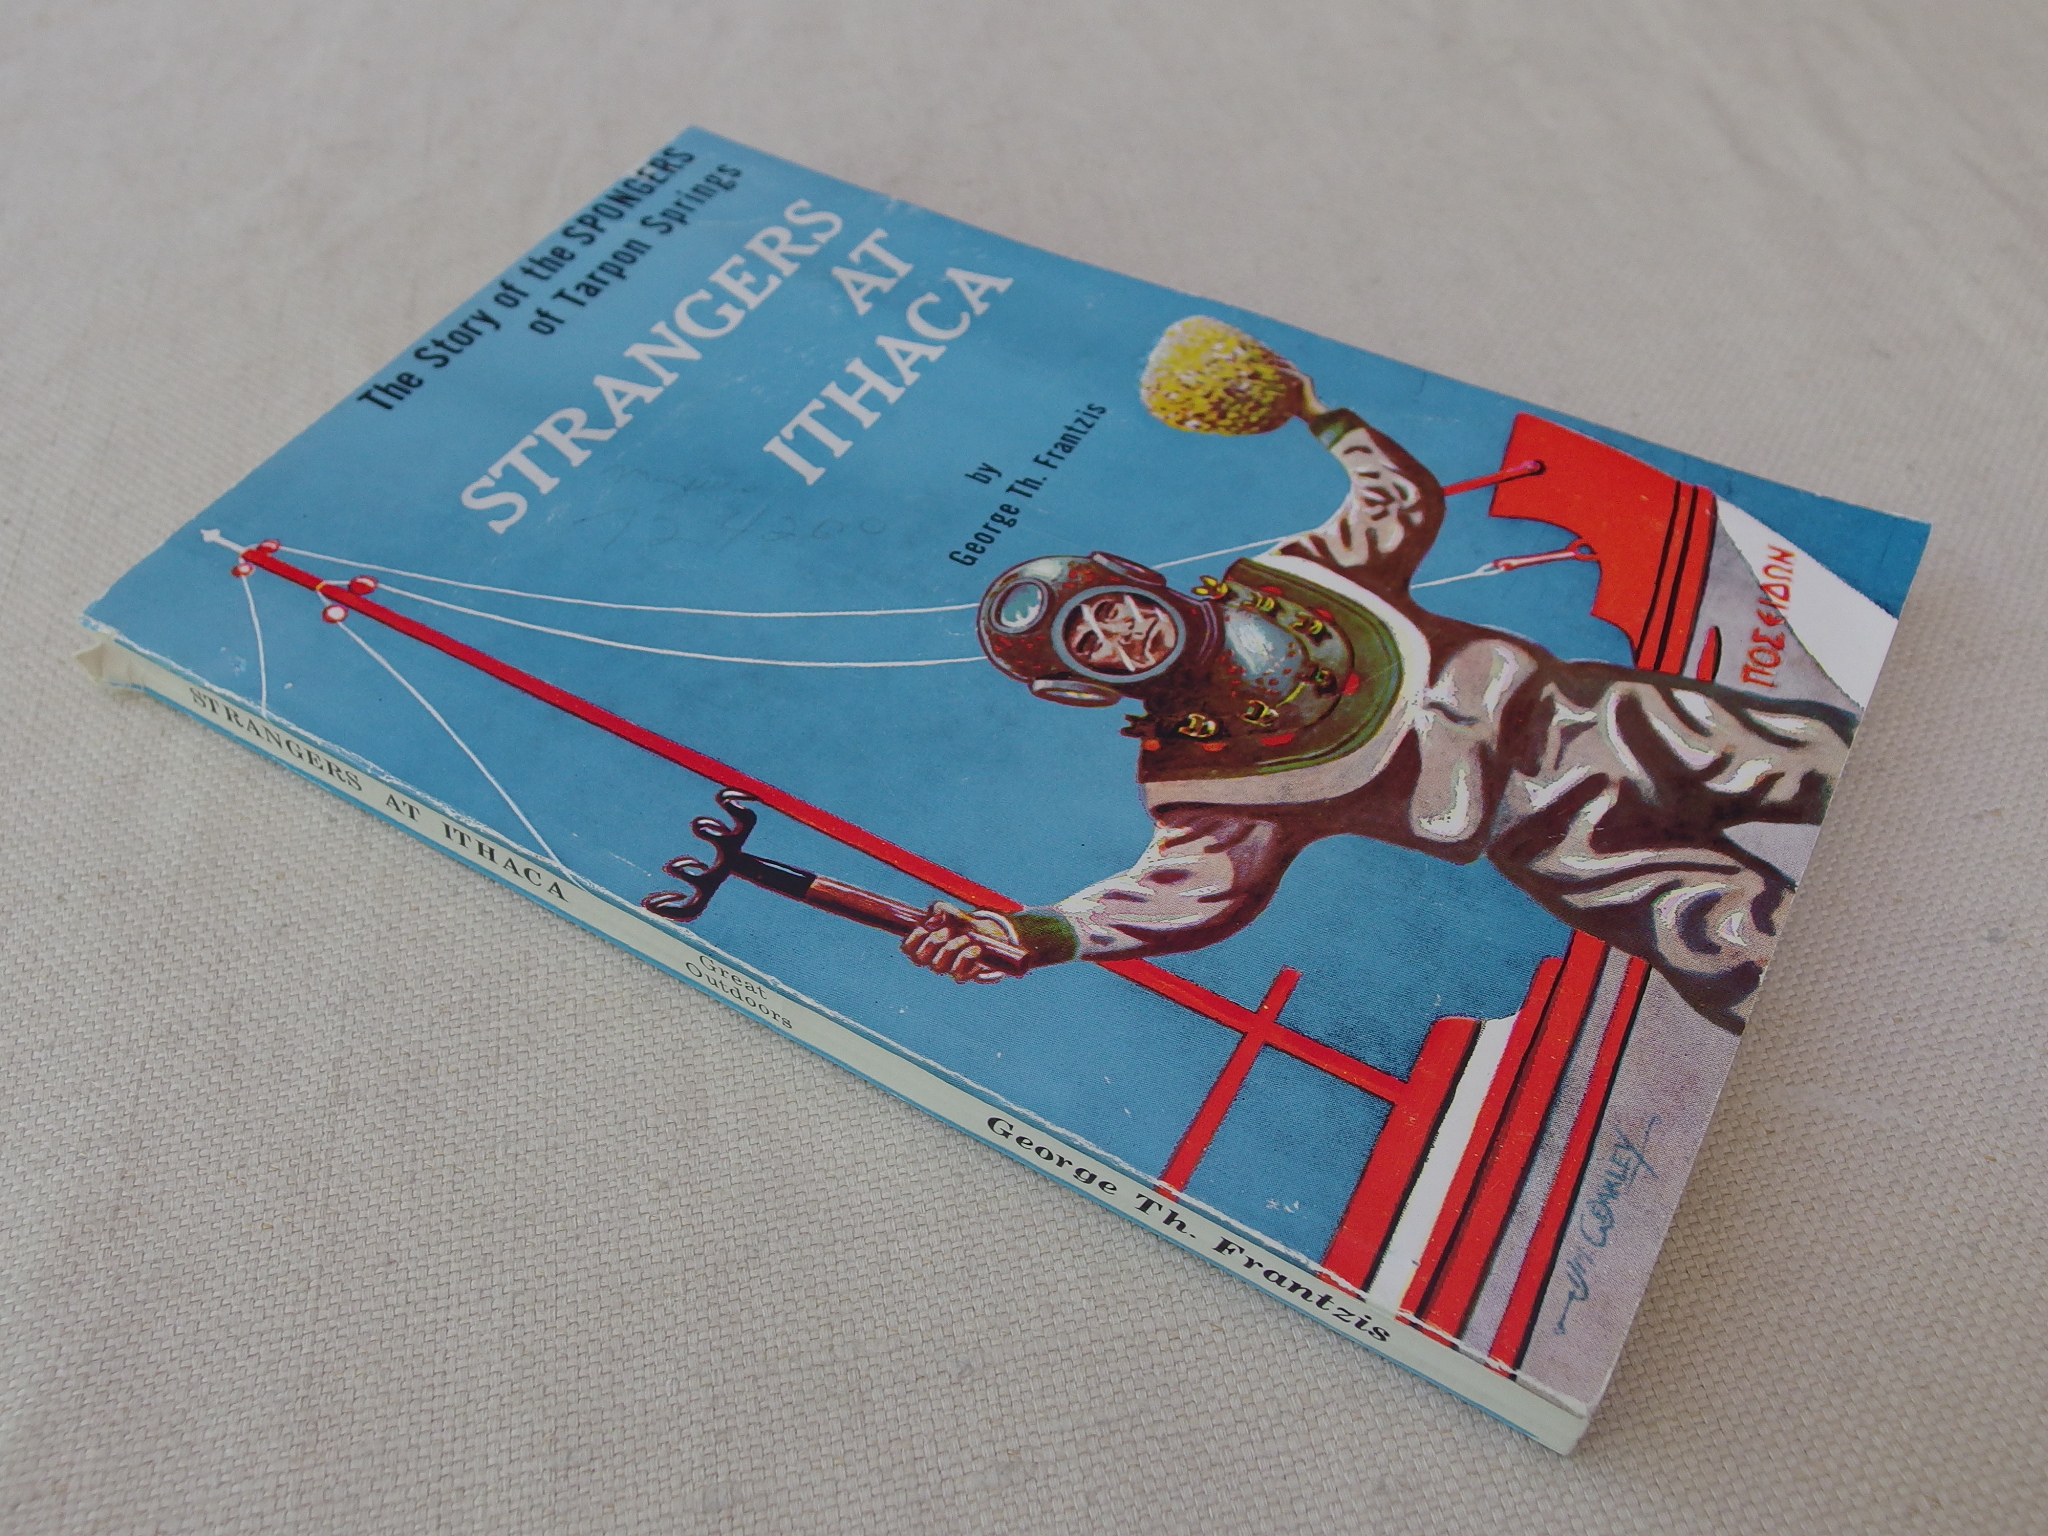 The Story of the SPONGERS
of Tarpon Springs
STRANGERS
AT
ITHACA
by
George Th. Frantzis
ΠΟΣΕΙΔΩΝ
STRANGERS AT ITHACA
Great
Outdoors
George Th. Frantzis